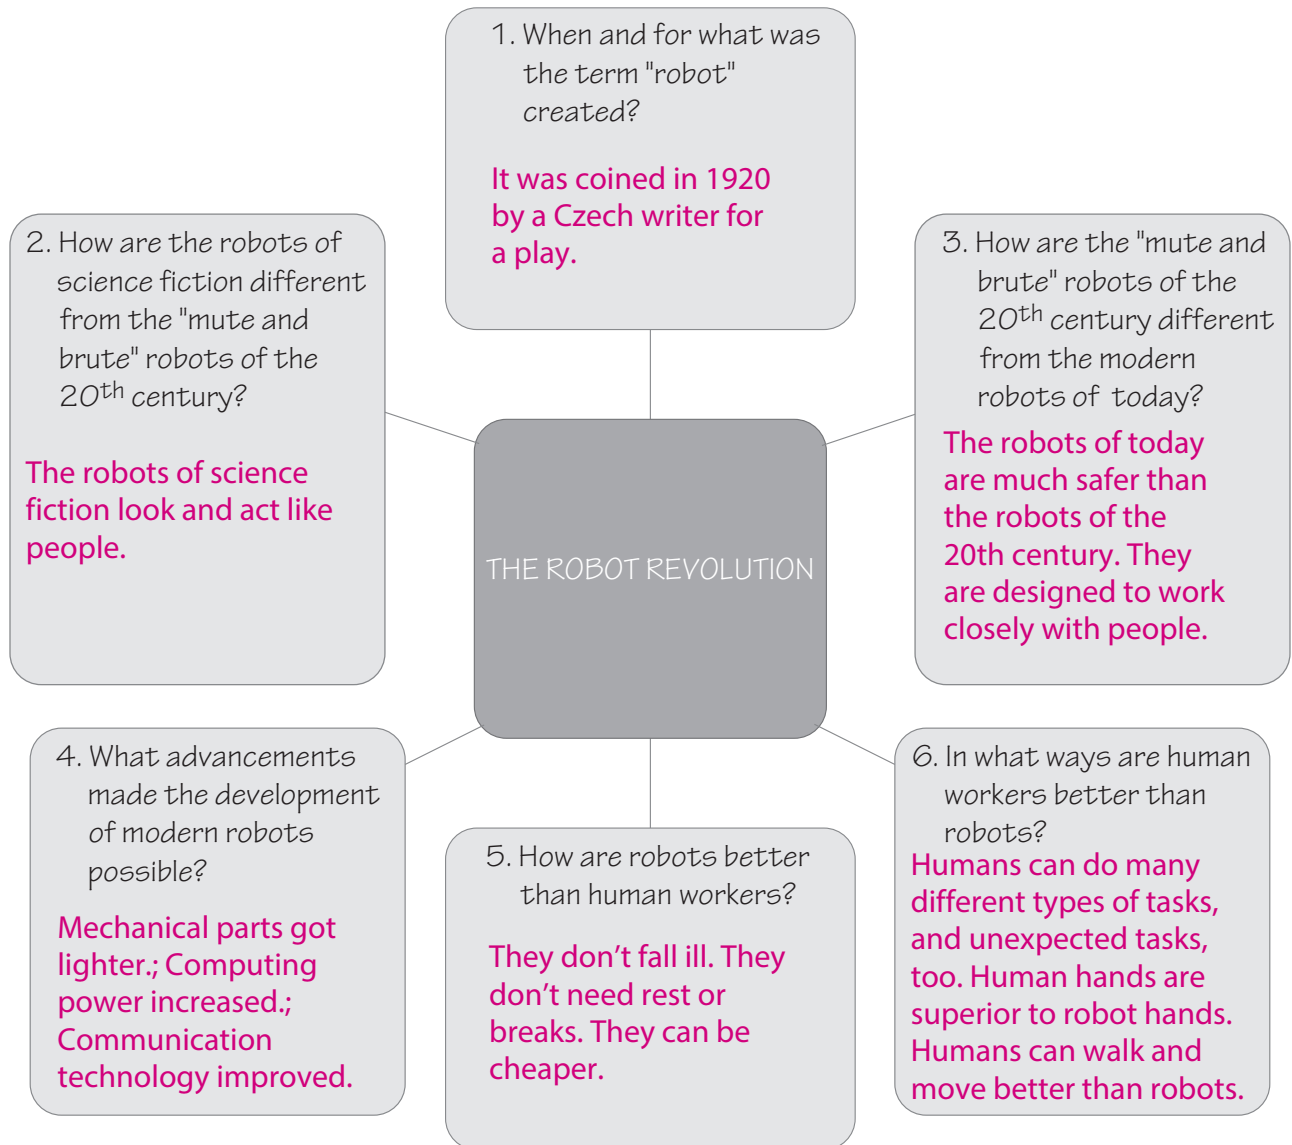 1. When and for what was
the term "robot"
created?
It was coined in 1920
by a Czech writer for
a play.
2. How are the robots of
science fiction different
from the "mute and
brute" robots of the
20th century?
The robots of science
fiction look and act like
people.
3. How are the "mute and
brute" robots of the
20th century different
from the modern
robots of today?
The robots of today
are much safer than
the robots of the
20th century. They
are designed to work
closely with people.
THE ROBOT REVOLUTION
4. What advancements
made the development
of modern robots
possible?
Mechanical parts got
lighter.; Computing
power increased.;
Communication
technology improved.
5. How are robots better
than human workers?
They don’t fall ill. They
don’t need rest or
breaks. They can be
cheaper.
6. In what ways are human
workers better than
robots?
Humans can do many
different types of tasks,
and unexpected tasks,
too. Human hands are
superior to robot hands.
Humans can walk and
move better than robots.